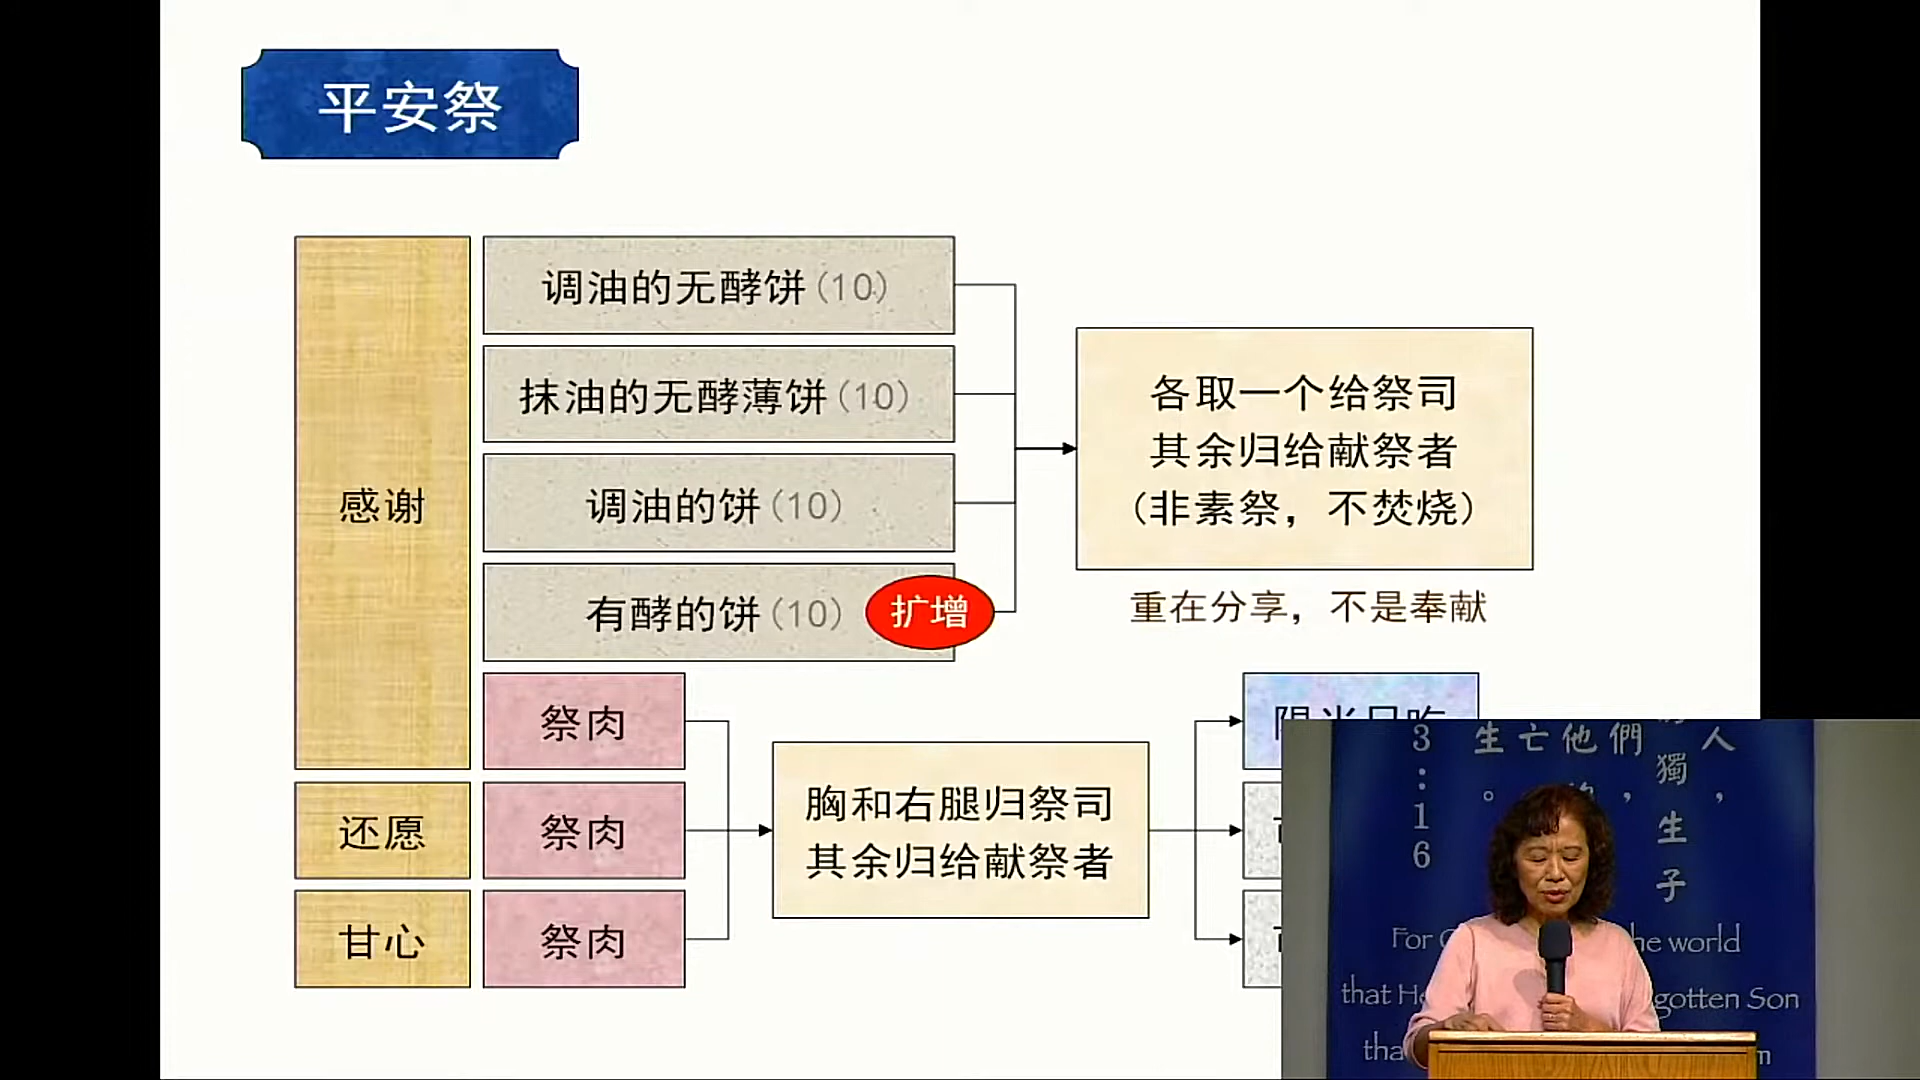 平安祭
感谢
调油的无酵饼(10)
抹油的无酵薄饼(10)
调油的饼(10)
有酵的饼(10)
扩增
各取一个给祭司
其余归给献祭者
(非素祭，不焚烧)
重在分享，不是奉献
祭肉
还愿
祭肉
甘心
祭肉
胸和右腿归祭司
其余归给献祭者
3:16
生亡他們
人，
獨生子
For
he world
that He
gotten Son
tha
m